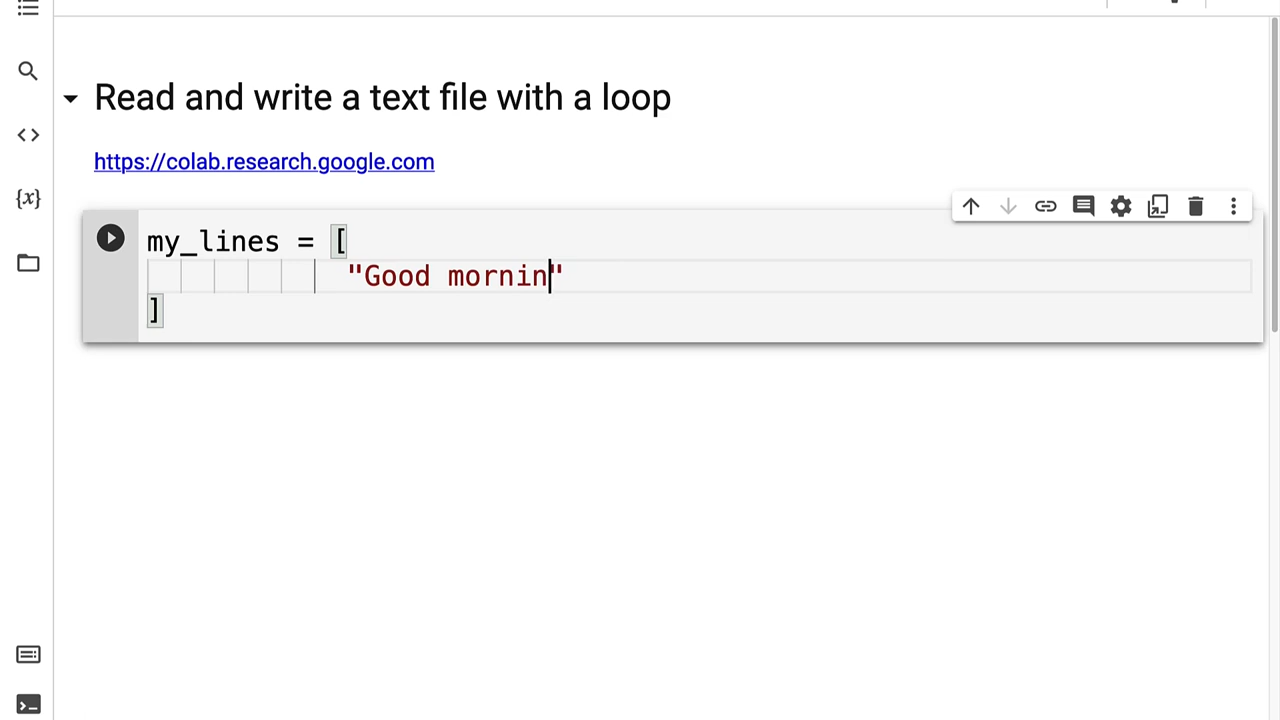 Read and write a text file with a loop
https://colab.research.google.com
my_lines = [
"Good mornin"
]